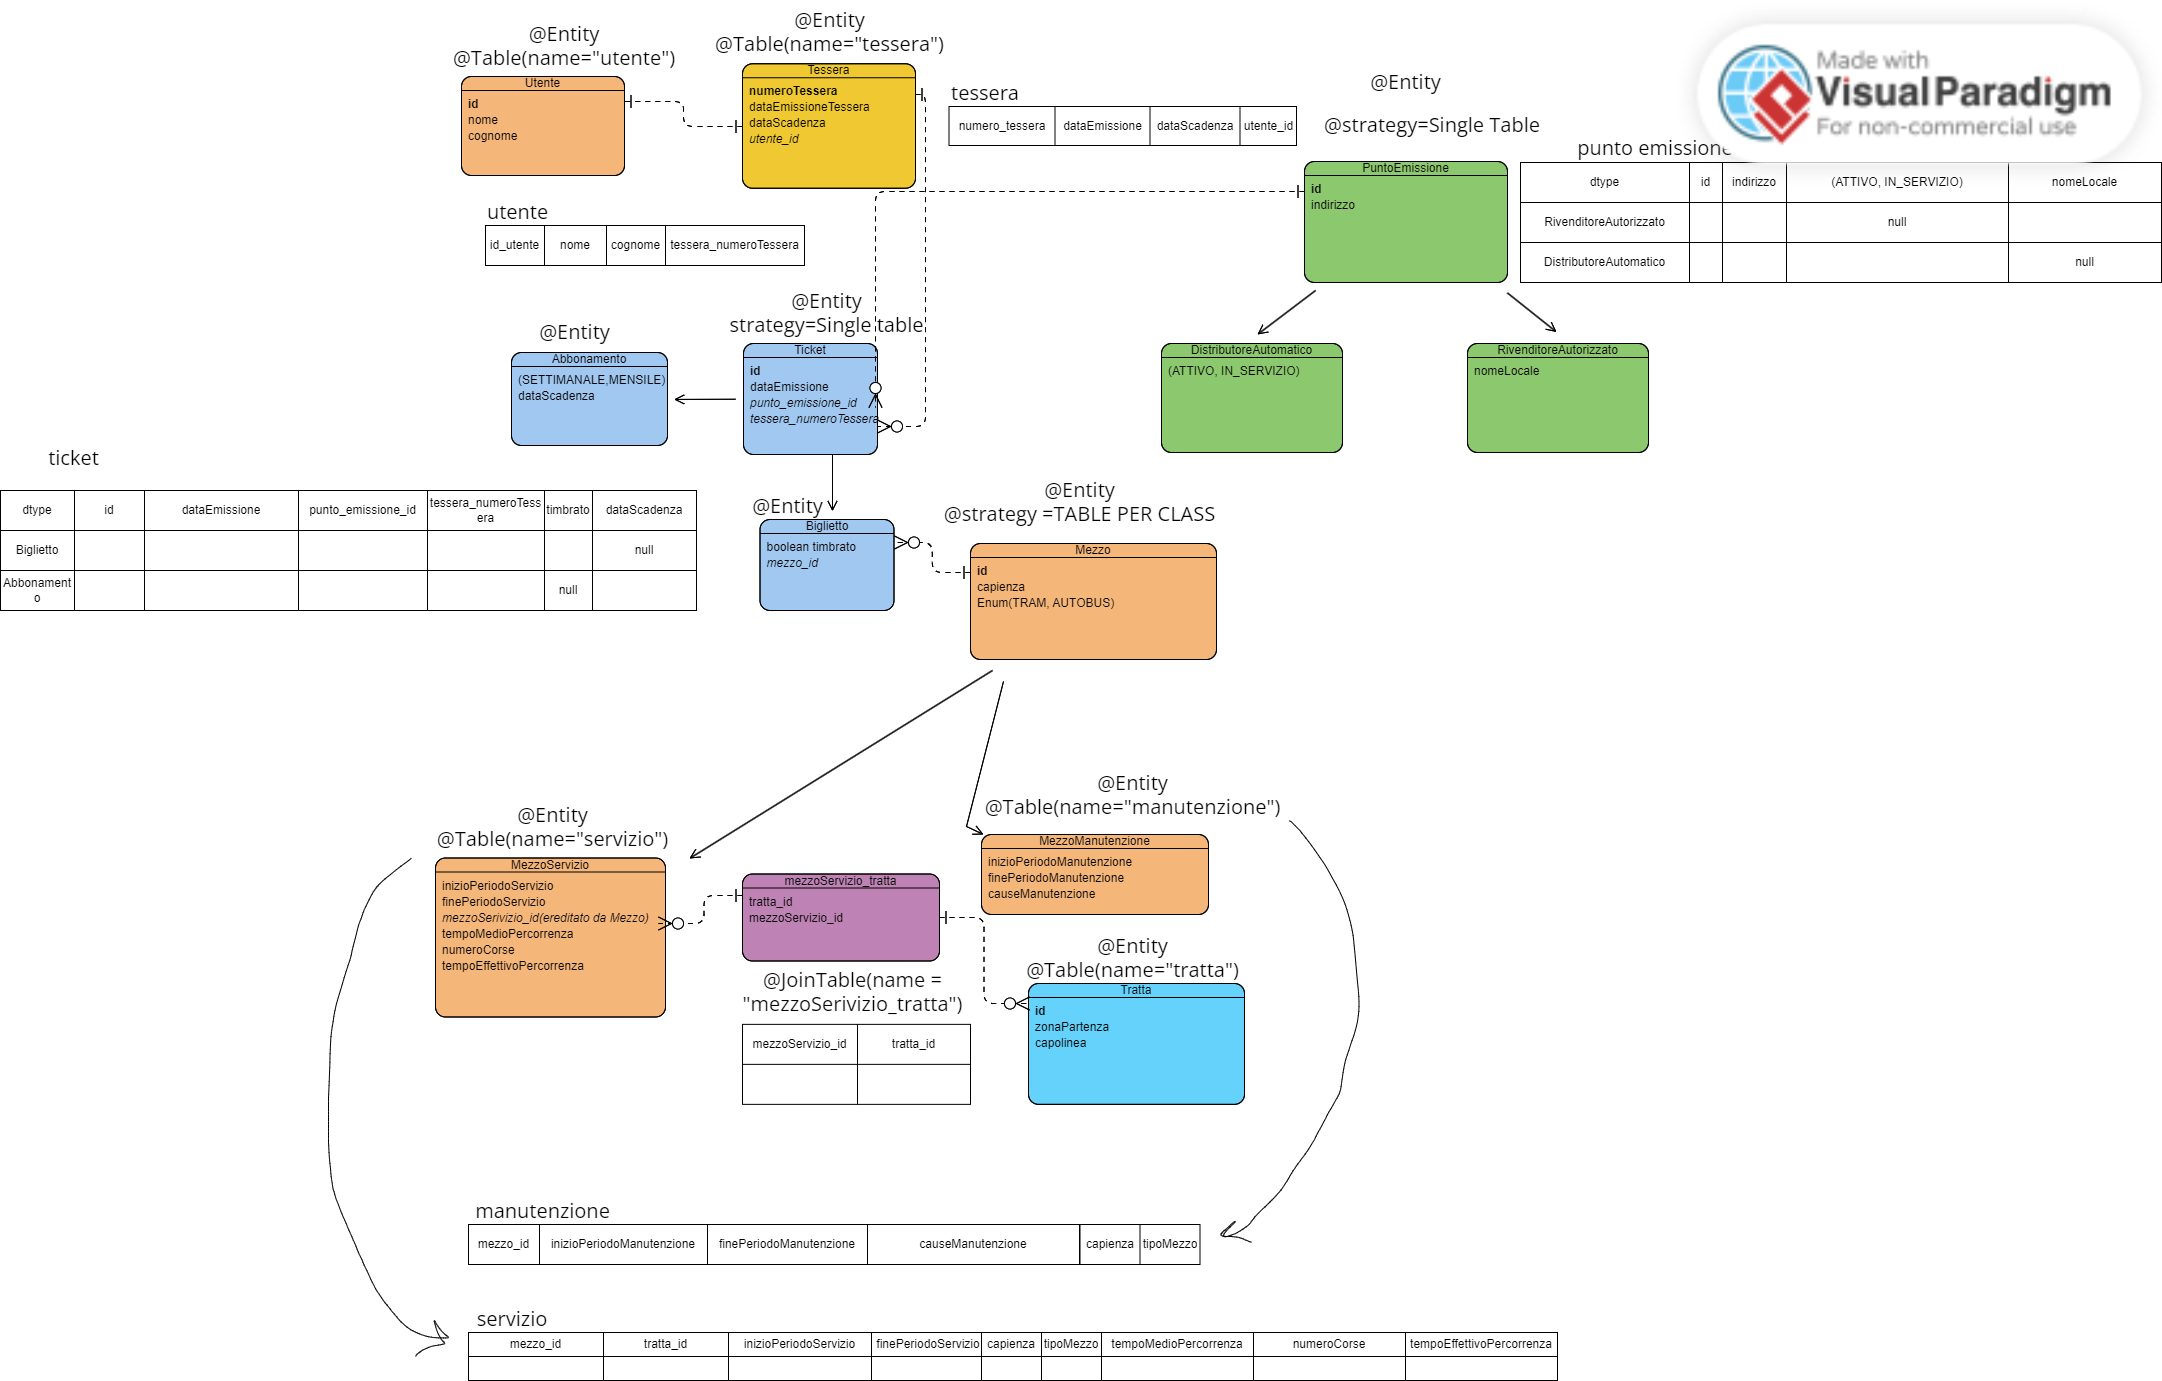 @Entity
@Table(name="utente")
Utente
id
nome
cognome
@Entity
@Table(name="tessera")
Tessera
numeroTessera
dataEmissioneTessera
dataScadenza
utente_id
tessera
numero_tessera dataEmissione dataScadenza utente_id
@Entity
@strategy=Single Table
PuntoEmissione
id
indirizzo
Made with
Visual Paradigm
For non-commercial use
punto emissione
dtype id indirizzo (ATTIVO, IN_SERVIZIO) nomeLocale
RivenditoreAutorizzato null
DistributoreAutomatico null
utente
id_utente nome cognome tessera_numeroTessera
@Entity
strategy=Single table
Ticket
id
dataEmissione
punto_emissione_id
tessera_numeroTessera
@Entity
Abbonamento
(SETTIMANALE,MENSILE)
dataScadenza
DistributoreAutomatico
(ATTIVO, IN_SERVIZIO)
RivenditoreAutorizzato
nomeLocale
ticket
dtype id dataEmissione punto_emissione_id tessera_numeroTess
era timbrato dataScadenza
Biglietto null
Abbonament
o null
@Entity
Biglietto
boolean timbrato
mezzo_id
@Entity
@strategy =TABLE PER CLASS
Mezzo
id
capienza
Enum(TRAM, AUTOBUS)
@Entity
@Table(name="servizio")
MezzoServizio
inizioPeriodoServizio
finePeriodoServizio
mezzoSerivizio_id(ereditato da Mezzo)
tempoMedioPercorrenza
numeroCorse
tempoEffettivoPercorrenza
mezzoServizio_tratta
tratta_id
mezzoServizio_id
@JoinTable(name =
"mezzoSerivizio_tratta")
mezzoServizio_id tratta_id
@Entity
@Table(name="manutenzione")
MezzoManutenzione
inizioPeriodoManutenzione
finePeriodoManutenzione
causeManutenzione
@Entity
@Table(name="tratta")
Tratta
id
zonaPartenza
capolinea
manutenzione
mezzo_id inizioPeriodoManutenzione finePeriodoManutenzione causeManutenzione capienza tipoMezzo
servizio
mezzo_id tratta_id inizioPeriodoServizio finePeriodoServizio capienza tipoMezzo tempoMedioPercorrenza numeroCorse tempoEffettivoPercorrenza